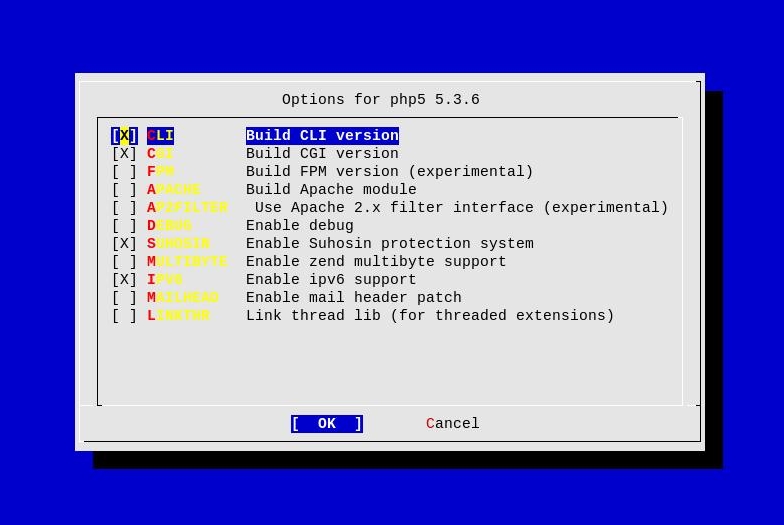 Options for php5 5.3.6
[X] CLI Build CLI version
[X] CGI Build CGI version
[ ] FPM Build FPM version (experimental)
[ ] APACHE Build Apache module
[ ] AP2FILTER Use Apache 2.x filter interface (experimental)
[ ] DEBUG Enable debug
[X] SUHOSIN Enable Suhosin protection system
[ ] MULTIBYTE Enable zend multibyte support
[X] IPV6 Enable ipv6 support
[ ] MAILHEAD Enable mail header patch
[ ] LINKTHR Link thread lib (for threaded extensions)
[ OK ] Cancel